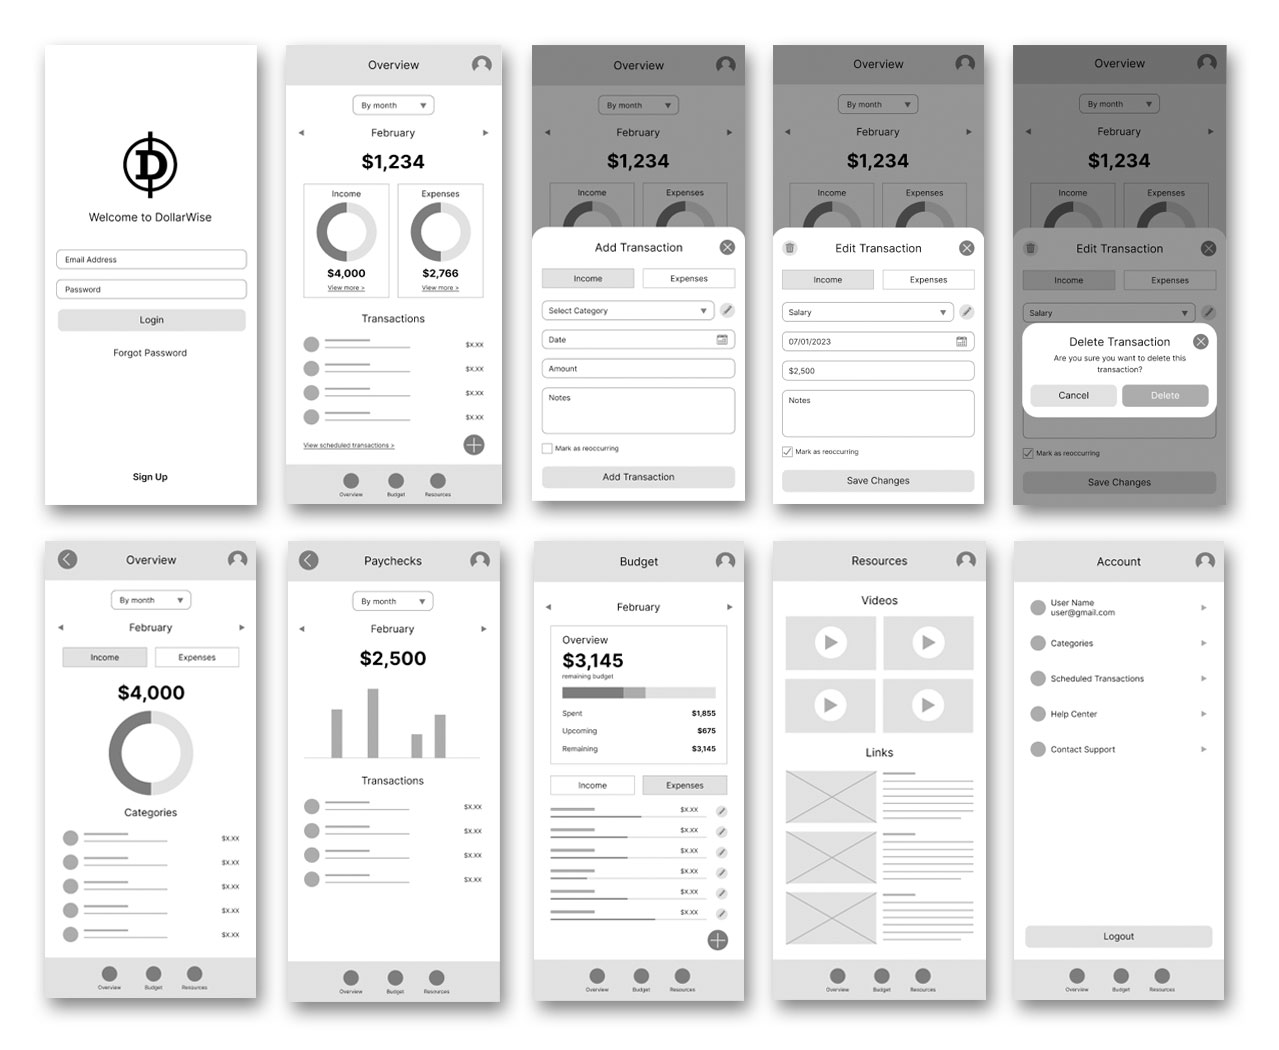 D
Welcome to DollarWise
Email Address
Password
Login
Forgot Password
Sign Up
Overview
By month
February
$1,234
Income
Expenses
$4,000
$2,766
View more >
View more >
Transactions
$X.XX
$X.XX
$X.XX
$X.XX
View scheduled transactions >
Overview
Budget
Resources
Overview
By month
February
$1,234
Income
Expenses
Add Transaction
Income
Expenses
Select Category
Date
Amount
Notes
Mark as reoccurring
Add Transaction
Overview
By month
February
$1,234
Income
Expenses
Edit Transaction
Income
Expenses
Salary
07/01/2023
$2,500
Notes
Mark as reoccurring
Save Changes
Overview
By month
February
$1,234
Income
Expenses
Edit Transaction
Income
Expenses
Salary
Delete Transaction
Are you sure you want to delete this
transaction?
Cancel
Delete
Mark as reoccurring
Save Changes
Overview
By month
February
Income
Expenses
$4,000
Categories
$X.XX
$X.XX
$X.XX
$X.XX
$X.XX
Overview
Budget
Resources
Paychecks
By month
February
$2,500
Transactions
$X.XX
$X.XX
$X.XX
$X.XX
Overview
Budget
Resources
Budget
February
Overview
$3,145
remaining budget
Spent $1,855
Upcoming $675
Remaining $3,145
Income
Expenses
$X.XX
$X.XX
$X.XX
$X.XX
$X.XX
$X.XX
Overview
Budget
Resources
Resources
Videos
Links
Overview
Budget
Resources
Account
User Name
user@gmail.com
Categories
Scheduled Transactions
Help Center
Contact Support
Logout
Overview
Budget
Resources